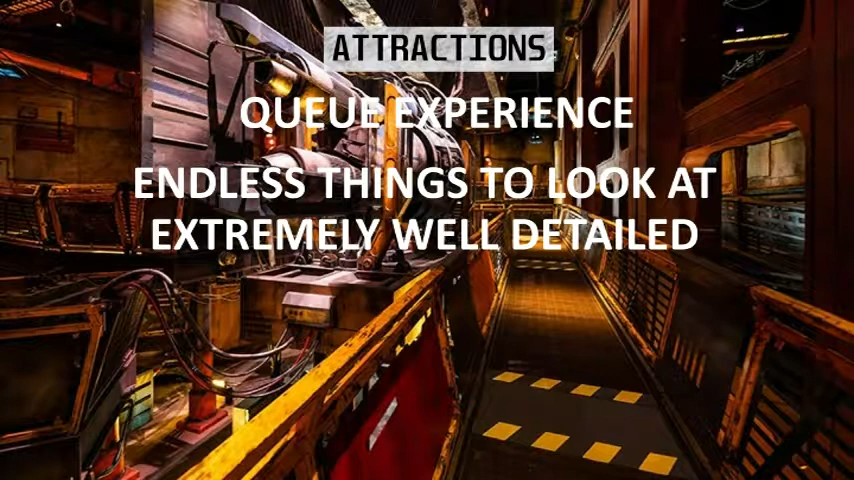 ATTRACTIONS
QUEUE EXPERIENCE
ENDLESS THINGS TO LOOK AT
EXTREMELY WELL DETAILED